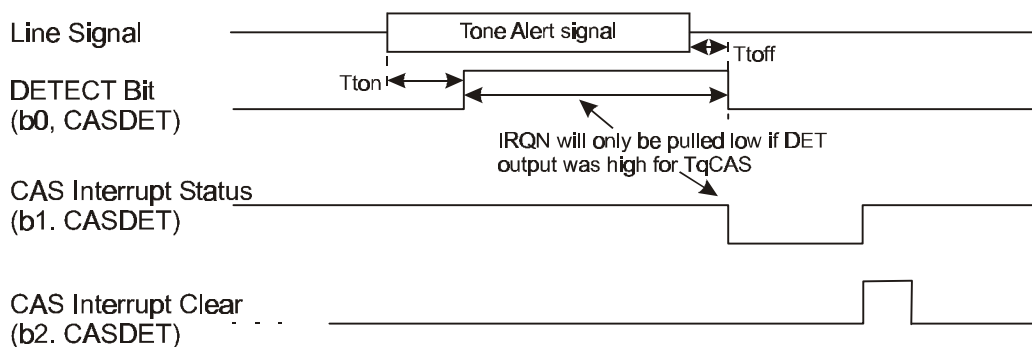 Line Signal
Tone Alert signal
Ttoff
Tton
DETECT Bit
(b0, CASDET)
IRQN will only be pulled low if DET
output was high for TqCAS
CAS Interrupt Status
(b1. CASDET)
CAS Interrupt Clear
(b2. CASDET)